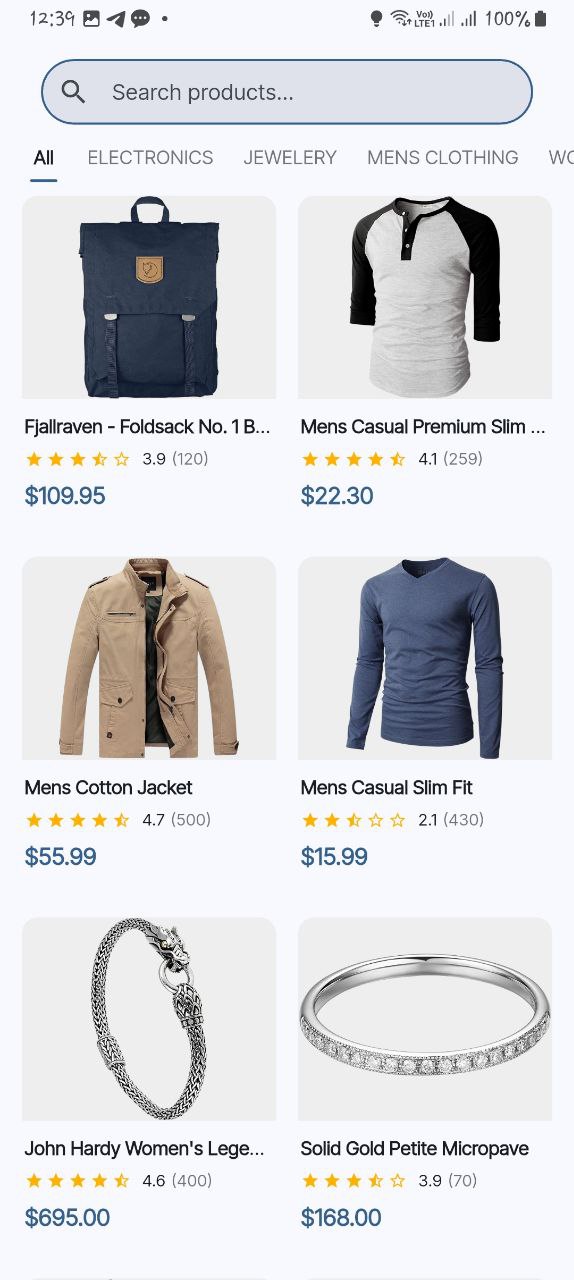 12:39 Vo) LTE1 100%
Search products...
All ELECTRONICS JEWELERY MENS CLOTHING WO
Fjallraven - Foldsack No. 1 B... Mens Casual Premium Slim ...
3.9 (120) 4.1 (259)
$109.95 $22.30
Mens Cotton Jacket Mens Casual Slim Fit
4.7 (500) 2.1 (430)
$55.99 $15.99
John Hardy Women's Lege... Solid Gold Petite Micropave
4.6 (400) 3.9 (70)
$695.00 $168.00